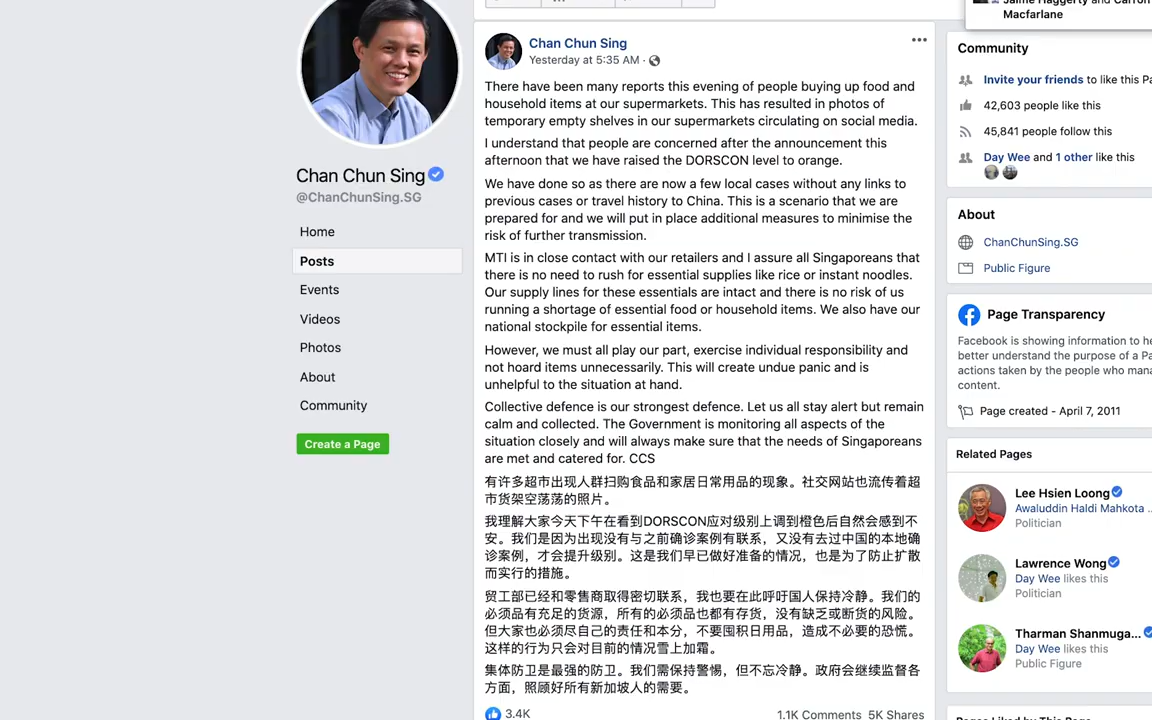 Chan Chun Sing
@ChanChunSing.SG
Home
Posts
Events
Videos
Photos
About
Community
Create a Page
Chan Chun Sing
Yesterday at 5:35 AM ·
There have been many reports this evening of people buying up food and
household items at our supermarkets. This has resulted in photos of
temporary empty shelves in our supermarkets circulating on social media.
I understand that people are concerned after the announcement this
afternoon that we have raised the DORSCON level to orange.
We have done so as there are now a few local cases without any links to
previous cases or travel history to China. This is a scenario that we are
prepared for and we will put in place additional measures to minimise the
risk of further transmission.
MTI is in close contact with our retailers and I assure all Singaporeans that
there is no need to rush for essential supplies like rice or instant noodles.
Our supply lines for these essentials are intact and there is no risk of us
running a shortage of essential food or household items. We also have our
national stockpile for essential items.
However, we must all play our part, exercise individual responsibility and
not hoard items unnecessarily. This will create undue panic and is
unhelpful to the situation at hand.
Collective defence is our strongest defence. Let us all stay alert but remain
calm and collected. The Government is monitoring all aspects of the
situation closely and will always make sure that the needs of Singaporeans
are met and catered for. CCS
有许多超市出现人群扫购食品和家居日常用品的现象。社交网站也流传着超
市货架空荡荡的照片。
我理解大家今天下午在看到DORSCON应对级别上调到橙色后自然会感到不
安。我们是因为出现没有与之前确诊案例有联系，又没有去过中国的本地确
诊案例，才会提升级别。这是我们早已做好准备的情况，也是为了防止扩散
而实行的措施。
贸工部已经和零售商取得密切联系，我也要在此呼吁国人保持冷静。我们的
必须品有充足的货源，所有的必须品也都有存货，没有缺乏或断货的风险。
但大家也必须尽自己的责任和本分，不要囤积日用品，造成不必要的恐慌。
这样的行为只会对目前的情况雪上加霜。
集体防卫是最强的防卫。我们需保持警惕，但不忘冷静。政府会继续监督各
方面，照顾好所有新加坡人的需要。
3.4K
1.1K Comments 5K Shares
Macfarlane
Community
Invite your friends to like this Pa
42,603 people like this
45,841 people follow this
Day Wee and 1 other like this
About
ChanChunSing.SG
Public Figure
Page Transparency
Facebook is showing information to he
better understand the purpose of a Pa
actions taken by the people who mana
content.
Page created - April 7, 2011
Related Pages
Lee Hsien Loong
Awaluddin Haldi Mahkota ..
Politician
Lawrence Wong
Day Wee likes this
Politician
Tharman Shanmuga...
Day Wee likes this
Public Figure